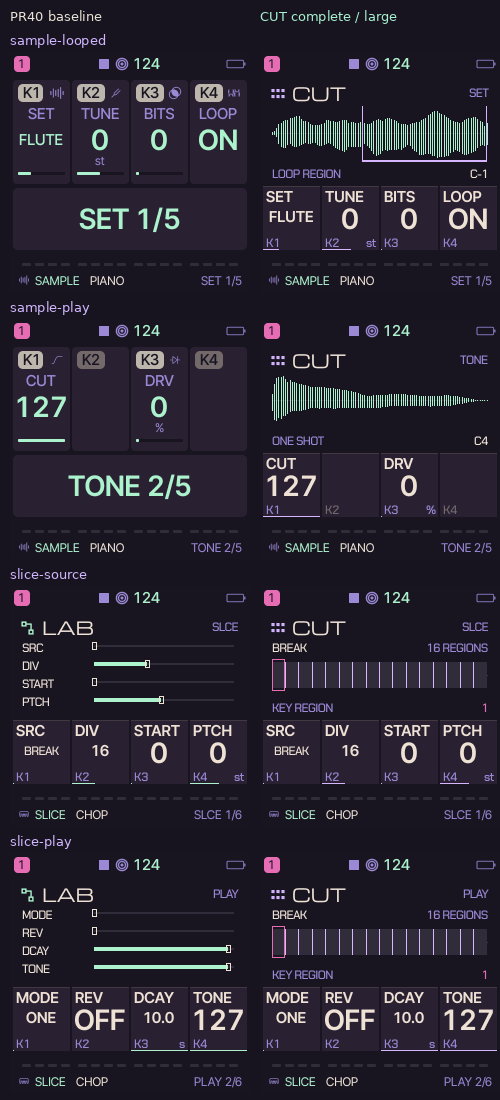 PR40 baseline
CUT complete / large
sample-looped
1 124
K1 K2 K3 K4
SET TUNE BITS LOOP
FLUTE 0 0 ON
st
SET 1/5
SAMPLE PIANO SET 1/5
1 124
CUT SET
LOOP REGION C-1
SET TUNE BITS LOOP
FLUTE 0 0 ON
K1 K2 st K3 K4
SAMPLE PIANO SET 1/5
sample-play
1 124
K1 K2 K3 K4
CUT DRV
127 0
%
TONE 2/5
SAMPLE PIANO TONE 2/5
1 124
CUT TONE
ONE SHOT C4
CUT DRV
127 0
K1 K2 K3 % K4
SAMPLE PIANO TONE 2/5
slice-source
1 124
LAB SLCE
SRC
DIV
START
PTCH
SRC DIV START PTCH
BREAK 16 0 0
K1 K2 K3 K4 st
SLICE CHOP SLCE 1/6
1 124
CUT SLCE
BREAK 16 REGIONS
KEY REGION 1
SRC DIV START PTCH
BREAK 16 0 0
K1 K2 K3 K4 st
SLICE CHOP SLCE 1/6
slice-play
1 124
LAB PLAY
MODE
REV
DCAY
TONE
MODE REV DCAY TONE
ONE OFF 10.0 127
K1 K2 K3 s K4
SLICE CHOP PLAY 2/6
1 124
CUT PLAY
BREAK 16 REGIONS
KEY REGION 1
MODE REV DCAY TONE
ONE OFF 10.0 127
K1 K2 K3 s K4
SLICE CHOP PLAY 2/6